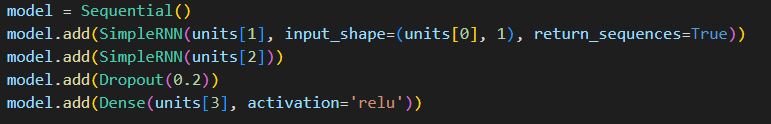 model = Sequential()
model.add(SimpleRNN(units[1], input_shape=(units[0], 1), return_sequences=True))
model.add(SimpleRNN(units[2]))
model.add(Dropout(0.2))
model.add(Dense(units[3], activation='relu'))